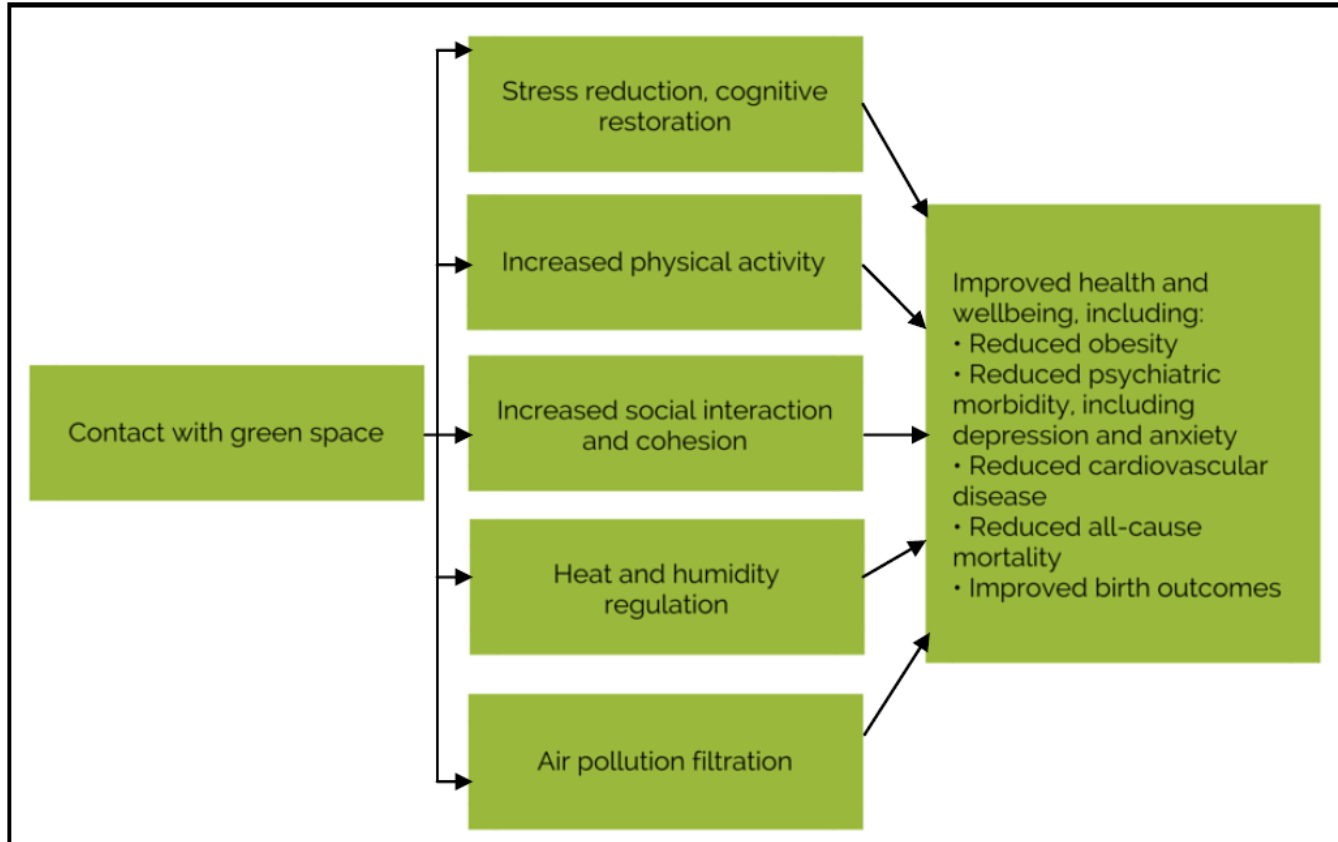 Stress reduction, cognitive
restoration
Increased physical activity
Contact with green space
Increased social interaction
and cohesion
Heat and humidity
regulation
Air pollution filtration
Improved health and
wellbeing, including:
• Reduced obesity
• Reduced psychiatric
morbidity, including
depression and anxiety
• Reduced cardiovascular
disease
• Reduced all-cause
mortality
• Improved birth outcomes